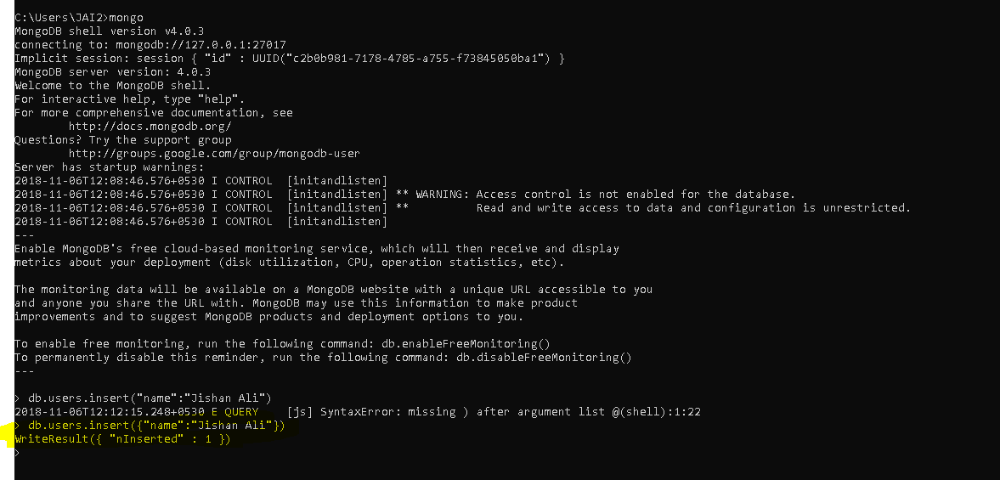 C:\Users\JAI2>mongo
MongoDB shell version v4.0.3
connecting to: mongodb://127.0.0.1:27017
Implicit session: session { "id" : UUID("c2b0b981-7178-4785-a755-f73845050ba1") }
MongoDB server version: 4.0.3
Welcome to the MongoDB shell.
For interactive help, type "help".
For more comprehensive documentation, see
        http://docs.mongodb.org/
Questions? Try the support group
        http://groups.google.com/group/mongodb-user
Server has startup warnings:
2018-11-06T12:08:46.576+0530 I CONTROL  [initandlisten]
2018-11-06T12:08:46.576+0530 I CONTROL  [initandlisten] ** WARNING: Access control is not enabled for the database.
2018-11-06T12:08:46.576+0530 I CONTROL  [initandlisten] **          Read and write access to data and configuration is unrestricted.
2018-11-06T12:08:46.576+0530 I CONTROL  [initandlisten]
---
Enable MongoDB's free cloud-based monitoring service, which will then receive and display
metrics about your deployment (disk utilization, CPU, operation statistics, etc).

The monitoring data will be available on a MongoDB website with a unique URL accessible to you
and anyone you share the URL with. MongoDB may use this information to make product
improvements and to suggest MongoDB products and deployment options to you.

To enable free monitoring, run the following command: db.enableFreeMonitoring()
To permanently disable this reminder, run the following command: db.disableFreeMonitoring()
---

> db.users.insert("name":"Jishan Ali")
2018-11-06T12:12:15.248+0530 E QUERY    [js] SyntaxError: missing ) after argument list @(shell):1:22
> db.users.insert({"name":"Jishan Ali"})
WriteResult({ "nInserted" : 1 })
>